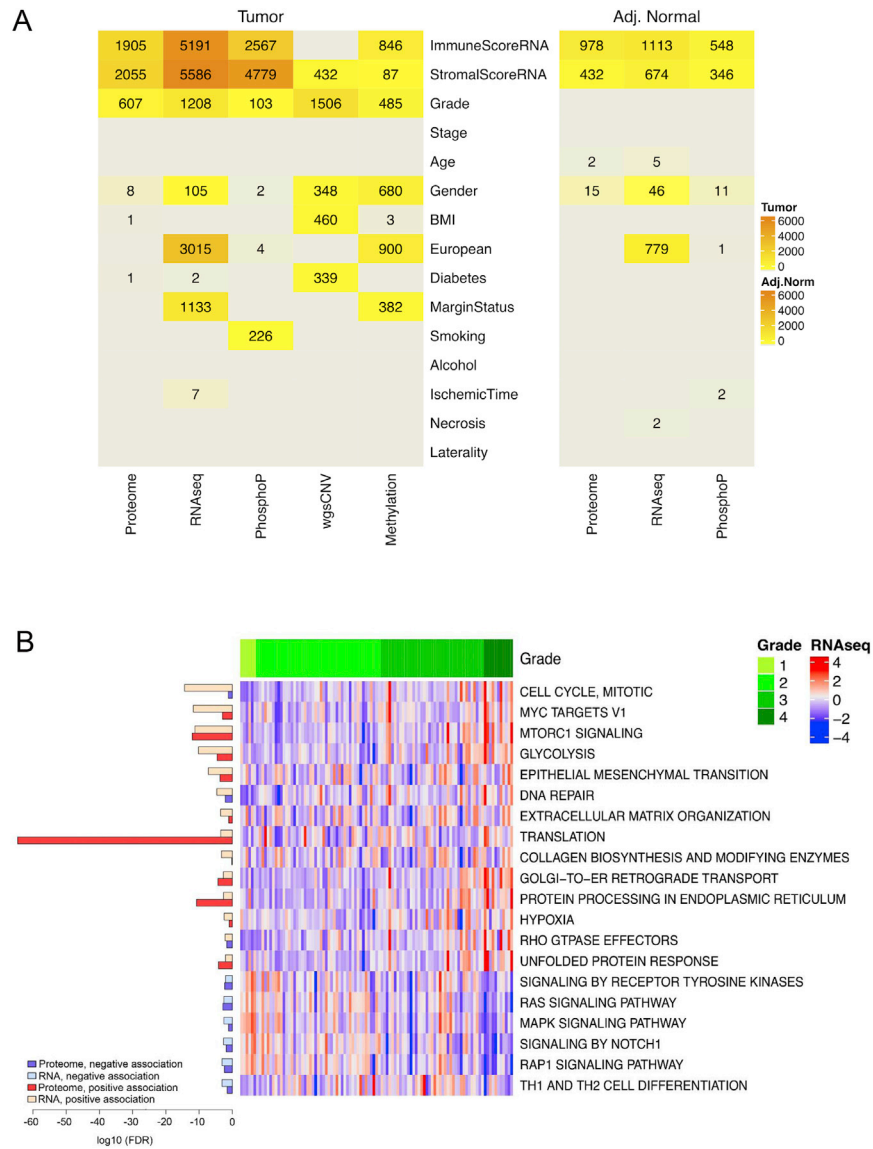 A
Tumor
Adj. Normal
1905 5191 2567 846 ImmuneScoreRNA 978 1113 548
2055 5586 4779 432 87 StromalScoreRNA 432 674 346
607 1208 103 1506 485 Grade
Stage
Age 2 5
8 105 2 348 680 Gender 15 46 11
1 460 3 BMI
3015 4 900 European 779 1
1 2 339 Diabetes
1133 382 MarginStatus
226 Smoking
Alcohol
7 IschemicTime 2
Necrosis 2
Laterality
Proteome RNAseq PhosphoP wgsCNV Methylation
Proteome RNAseq PhosphoP
Tumor
6000
4000
2000
0
Adj.Norm
6000
4000
2000
0
B
Grade
Grade
1
2
3
4
RNAseq
4
2
0
−2
−4
CELL CYCLE, MITOTIC
MYC TARGETS V1
MTORC1 SIGNALING
GLYCOLYSIS
EPITHELIAL MESENCHYMAL TRANSITION
DNA REPAIR
EXTRACELLULAR MATRIX ORGANIZATION
TRANSLATION
COLLAGEN BIOSYNTHESIS AND MODIFYING ENZYMES
GOLGI−TO−ER RETROGRADE TRANSPORT
PROTEIN PROCESSING IN ENDOPLASMIC RETICULUM
HYPOXIA
RHO GTPASE EFFECTORS
UNFOLDED PROTEIN RESPONSE
SIGNALING BY RECEPTOR TYROSINE KINASES
RAS SIGNALING PATHWAY
MAPK SIGNALING PATHWAY
SIGNALING BY NOTCH1
RAP1 SIGNALING PATHWAY
TH1 AND TH2 CELL DIFFERENTIATION
Proteome, negative association
RNA, negative association
Proteome, positive association
RNA, positive association
-60 -50 -40 -30 -20 -10 0
log10 (FDR)